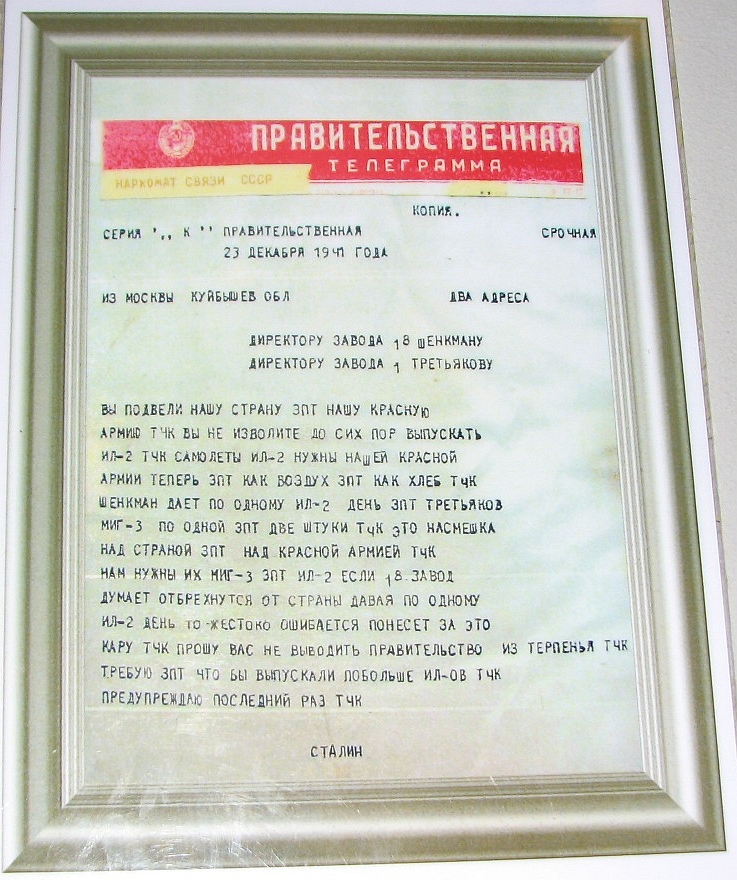 ПРАВИТЕЛЬСТВЕННАЯ
ТЕЛЕГРАММА
НАРКОМАТ СВЯЗИ СССР
КОПИЯ.
СЕРИЯ ",, К '' ПРАВИТЕЛЬСТВЕННАЯ СРОЧНАЯ
23 ДЕКАБРЯ 1941 ГОДА
ИЗ МОСКВЫ КУЙБЫШЕВ ОБЛ ДВА АДРЕСА
ДИРЕКТОРУ ЗАВОДА 18 ШЕНКМАНУ
ДИРЕКТОРУ ЗАВОДА 1 ТРЕТЬЯКОВУ
ВЫ ПОДВЕЛИ НАШУ СТРАНУ ЗПТ НАШУ КРАСНУЮ
АРМИЮ ТЧК ВЫ НЕ ИЗВОЛИТЕ ДО СИХ ПОР ВЫПУСКАТЬ
ИЛ-2 ТЧК САМОЛЕТЫ ИЛ-2 НУЖНЫ НАШЕЙ КРАСНОЙ
АРМИИ ТЕПЕРЬ ЗПТ КАК ВОЗДУХ ЗПТ КАК ХЛЕБ ТЧК
ШЕНКМАН ДАЕТ ПО ОДНОМУ ИЛ-2 ДЕНЬ ЗПТ ТРЕТЬЯКОВ
МИГ-3 ПО ОДНОЙ ЗПТ ДВЕ ШТУКИ ТЧК ЭТО НАСМЕШКА
НАД СТРАНОЙ ЗПТ НАД КРАСНОЙ АРМИЕЙ ТЧК
НАМ НУЖНЫ ИХ МИГ-3 ЗПТ ИЛ-2 ЕСЛИ 18 ЗАВОД
ДУМАЕТ ОТБРЕХНУТСЯ ОТ СТРАНЫ ДАВАЯ ПО ОДНОМУ
ИЛ-2 ДЕНЬ ТО ЖЕСТОКО ОШИБАЕТСЯ ПОНЕСЕТ ЗА ЭТО
КАРУ ТЧК ПРОШУ ВАС НЕ ВЫВОДИТЬ ПРАВИТЕЛЬСТВО ИЗ ТЕРПЕНЬЯ ТЧК
ТРЕБУЮ ЗПТ ЧТО БЫ ВЫПУСКАЛИ ПОБОЛЬШЕ ИЛ-ОВ ТЧК
ПРЕДУПРЕЖДАЮ ПОСЛЕДНИЙ РАЗ ТЧК
СТАЛИН